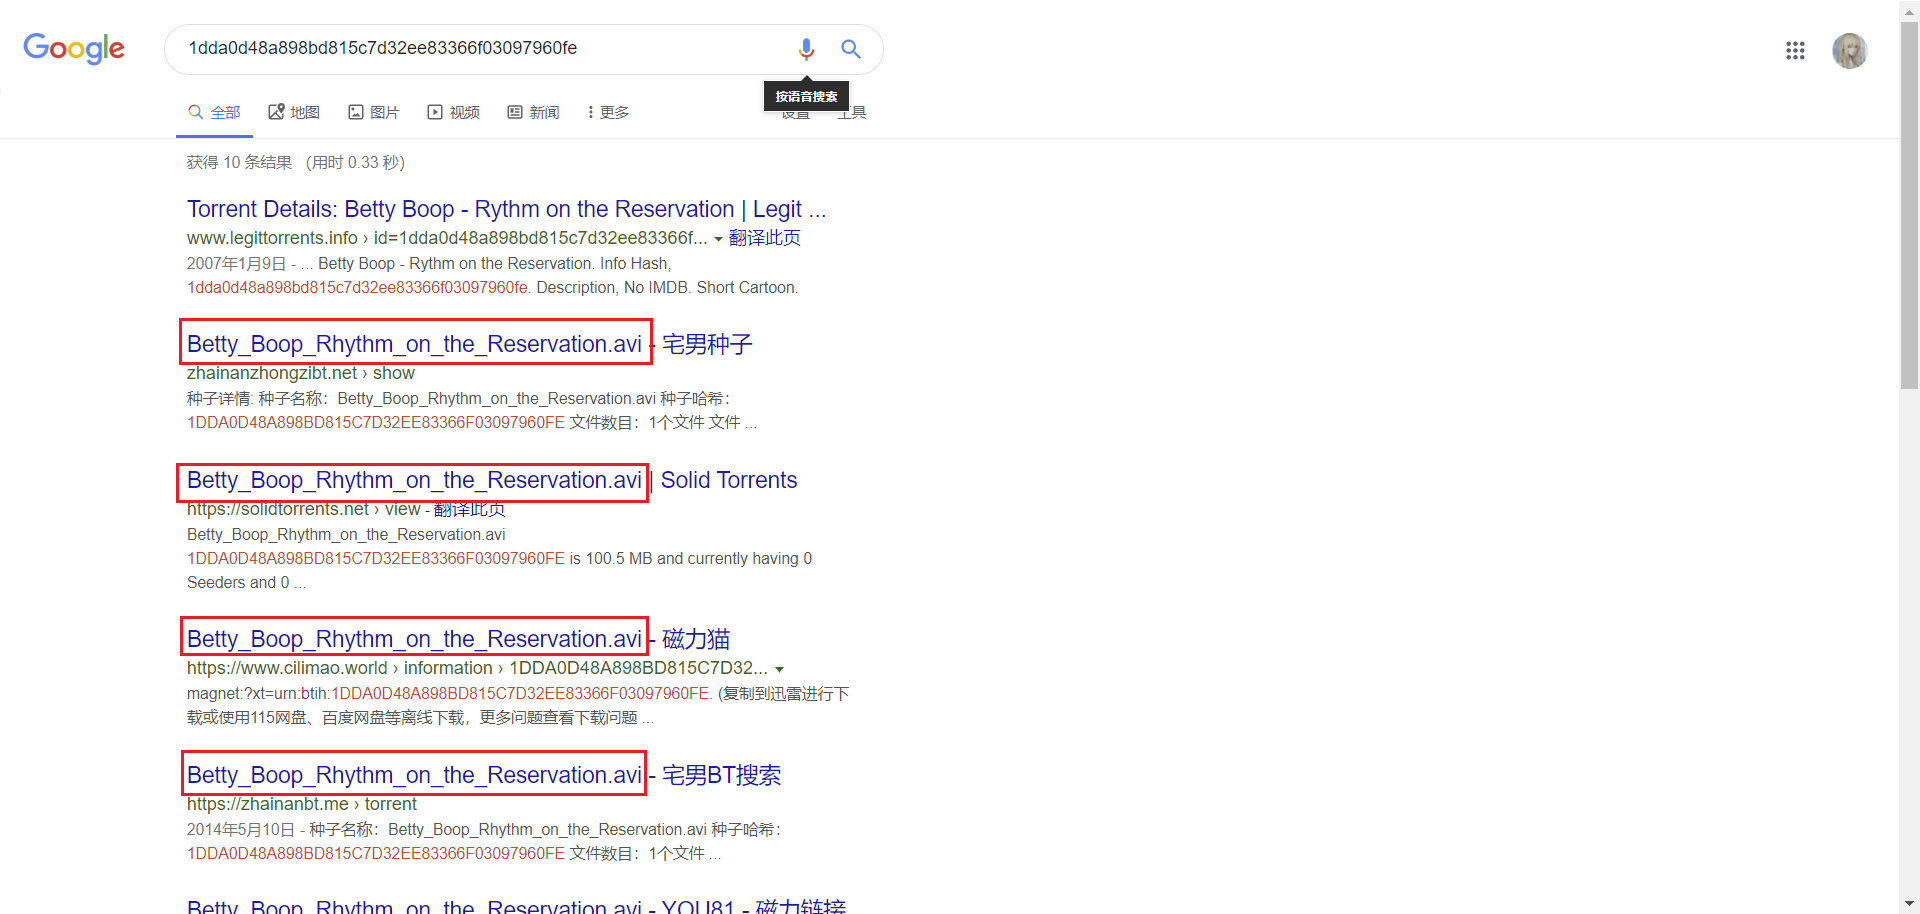 Google
1dda0d48a898bd815c7d32ee83366f03097960fe
按语音搜索
全部 地图 图片 视频 新闻 更多 设置 工具
获得 10 条结果 （用时 0.33 秒）
Torrent Details: Betty Boop - Rythm on the Reservation | Legit ...
www.legittorrents.info › id=1dda0d48a898bd815c7d32ee83366f... 翻译此页
2007年1月9日 - ... Betty Boop - Rythm on the Reservation. Info Hash,
1dda0d48a898bd815c7d32ee83366f03097960fe. Description, No IMDB. Short Cartoon.
Betty_Boop_Rhythm_on_the_Reservation.avi - 宅男种子
zhainanzhongzibt.net › show
种子详情: 种子名称：Betty_Boop_Rhythm_on_the_Reservation.avi 种子哈希：
1DDA0D48A898BD815C7D32EE83366F03097960FE 文件数目：1个文件 文件 ...
Betty_Boop_Rhythm_on_the_Reservation.avi | Solid Torrents
https://solidtorrents.net › view - 翻译此页
Betty_Boop_Rhythm_on_the_Reservation.avi
1DDA0D48A898BD815C7D32EE83366F03097960FE is 100.5 MB and currently having 0
Seeders and 0 ...
Betty_Boop_Rhythm_on_the_Reservation.avi - 磁力猫
https://www.cilimao.world › information › 1DDA0D48A898BD815C7D32...
magnet:?xt=urn:btih:1DDA0D48A898BD815C7D32EE83366F03097960FE. (复制到迅雷进行下
载或使用115网盘、百度网盘等离线下载，更多问题查看下载问题 ...
Betty_Boop_Rhythm_on_the_Reservation.avi - 宅男BT搜索
https://zhainanbt.me › torrent
2014年5月10日 - 种子名称：Betty_Boop_Rhythm_on_the_Reservation.avi 种子哈希：
1DDA0D48A898BD815C7D32EE83366F03097960FE 文件数目：1个文件 ...
Betty_Boop_Rhythm_on_the_Reservation.avi - YOU81 - 磁力链接